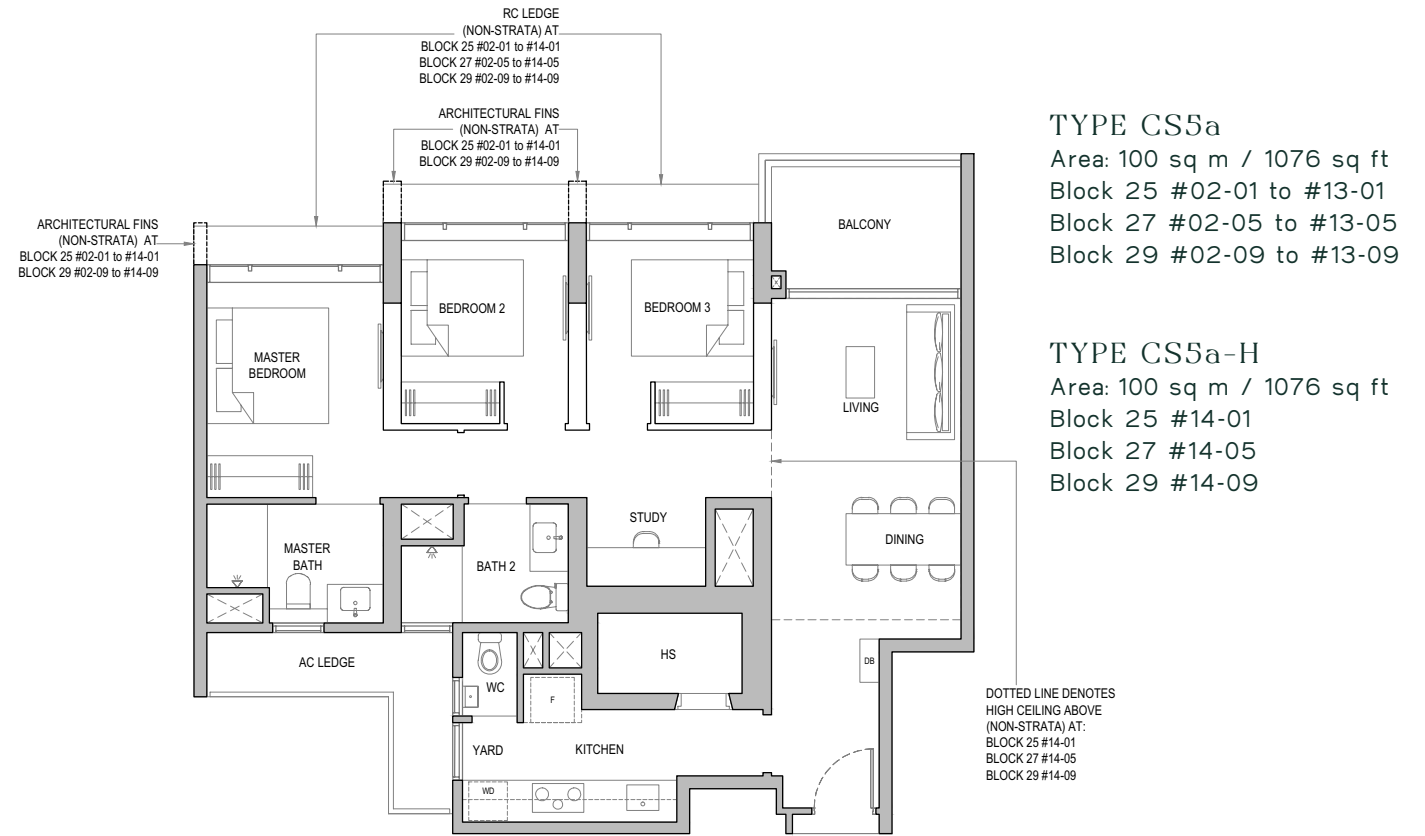 RC LEDGE
(NON-STRATA) AT
BLOCK 25 #02-01 to #14-01
BLOCK 27 #02-05 to #14-05
BLOCK 29 #02-09 to #14-09
ARCHITECTURAL FINS
(NON-STRATA) AT
BLOCK 25 #02-01 to #14-01
BLOCK 29 #02-09 to #14-09
ARCHITECTURAL FINS
(NON-STRATA) AT
BLOCK 25 #02-01 to #14-01
BLOCK 29 #02-09 to #14-09
BALCONY
BEDROOM 2
BEDROOM 3
MASTER
BEDROOM
LIVING
STUDY
DINING
MASTER
BATH
BATH 2
AC LEDGE
HS
DB
WC
F
YARD
KITCHEN
WD
DOTTED LINE DENOTES
HIGH CEILING ABOVE
(NON-STRATA) AT:
BLOCK 25 #14-01
BLOCK 27 #14-05
BLOCK 29 #14-09
TYPE CS5a
Area: 100 sq m / 1076 sq ft
Block 25 #02-01 to #13-01
Block 27 #02-05 to #13-05
Block 29 #02-09 to #13-09
TYPE CS5a-H
Area: 100 sq m / 1076 sq ft
Block 25 #14-01
Block 27 #14-05
Block 29 #14-09